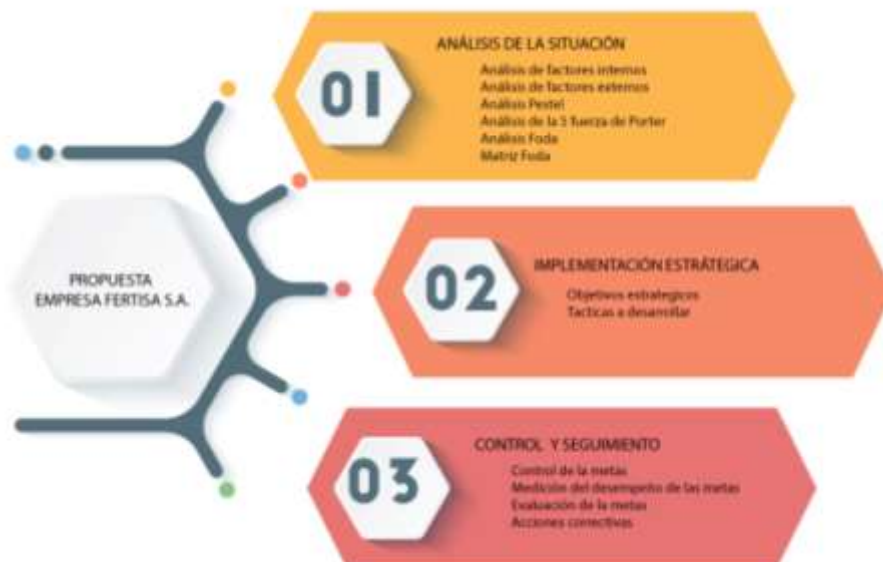 PROPUESTA
EMPRESA FERTISA S.A.
01
ANÁLISIS DE LA SITUACIÓN
Análisis de factores internos
Análisis de factores externos
Análisis Pestel
Análisis de la 5 fuerza de Porter
Análisis Foda
Matriz Foda
02
IMPLEMENTACIÓN ESTRÁTEGICA
Objetivos estrategicos
Tacticas a desarrollar
03
CONTROL Y SEGUIMIENTO
Control de la metas
Medición del desempeño de las metas
Evaluación de la metas
Acciones correctivas